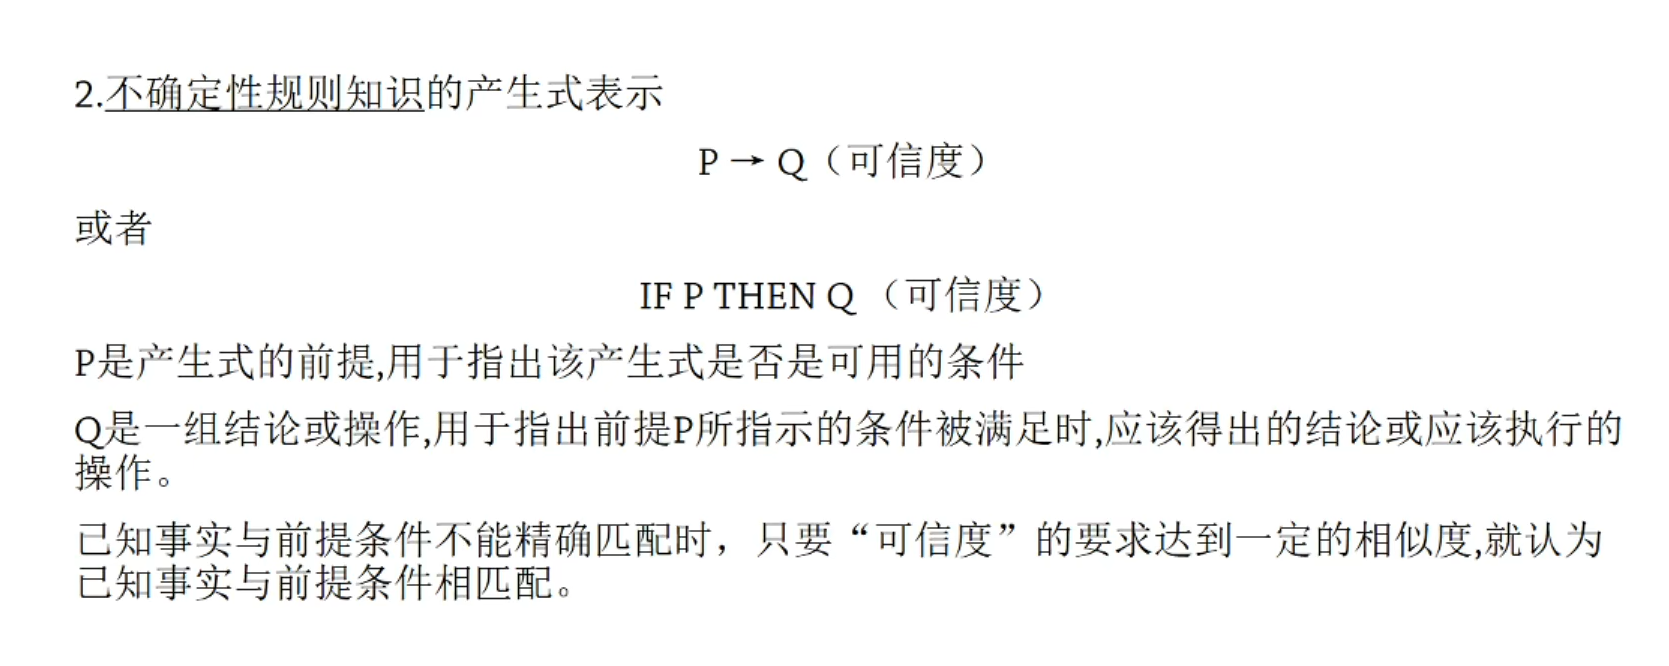 2.不确定性规则知识的产生式表示
P → Q（可信度）
或者
IF P THEN Q （可信度）
P是产生式的前提,用于指出该产生式是否是可用的条件
Q是一组结论或操作,用于指出前提P所指示的条件被满足时,应该得出的结论或应该执行的
操作。
已知事实与前提条件不能精确匹配时，只要“可信度”的要求达到一定的相似度,就认为
已知事实与前提条件相匹配。